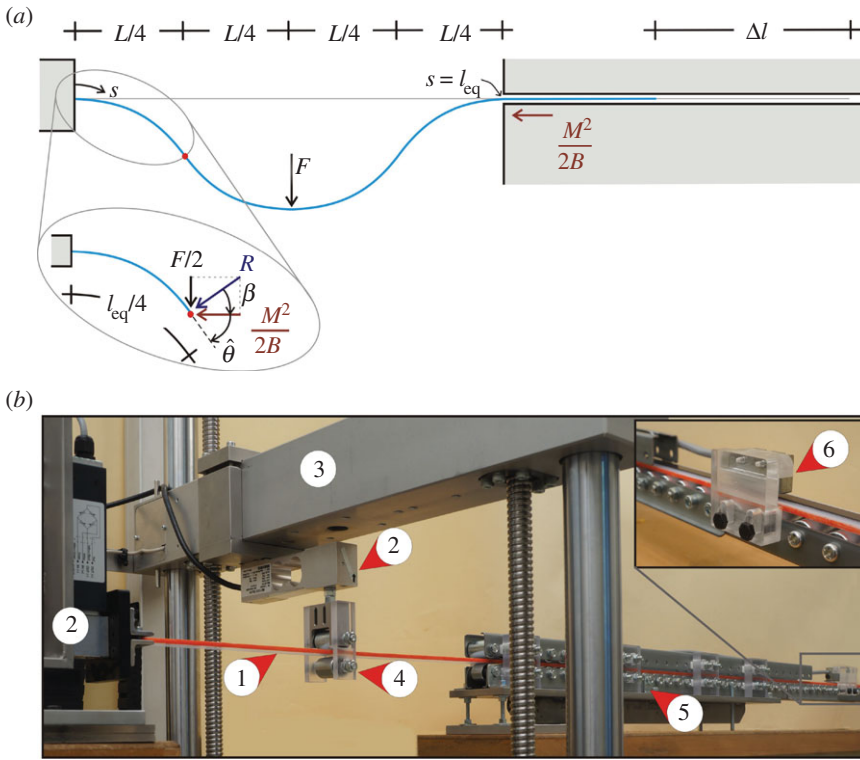 (a)
L/4 L/4 L/4 L/4 Δl
s
s = l_eq
M²/2B
F
F/2 R
β
l_eq/4
M²/2B
θ̂
(b)
6
3
2
2
1
4
5